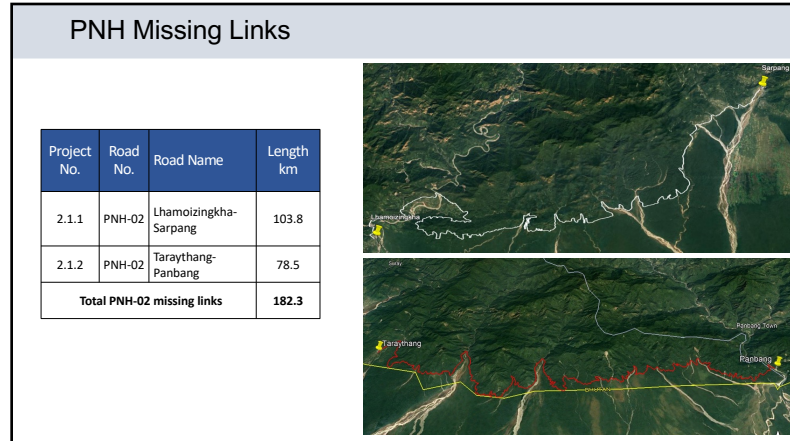 PNH Missing Links
Project No.
Road No.
Road Name
Length km
2.1.1
PNH-02
Lhamoizingkha-
Sarpang
103.8
2.1.2
PNH-02
Taraythang-
Panbang
78.5
Total PNH-02 missing links
182.3
Sarpang
Lhamoizingkha
Panbang Town
Taraythang
Panbang